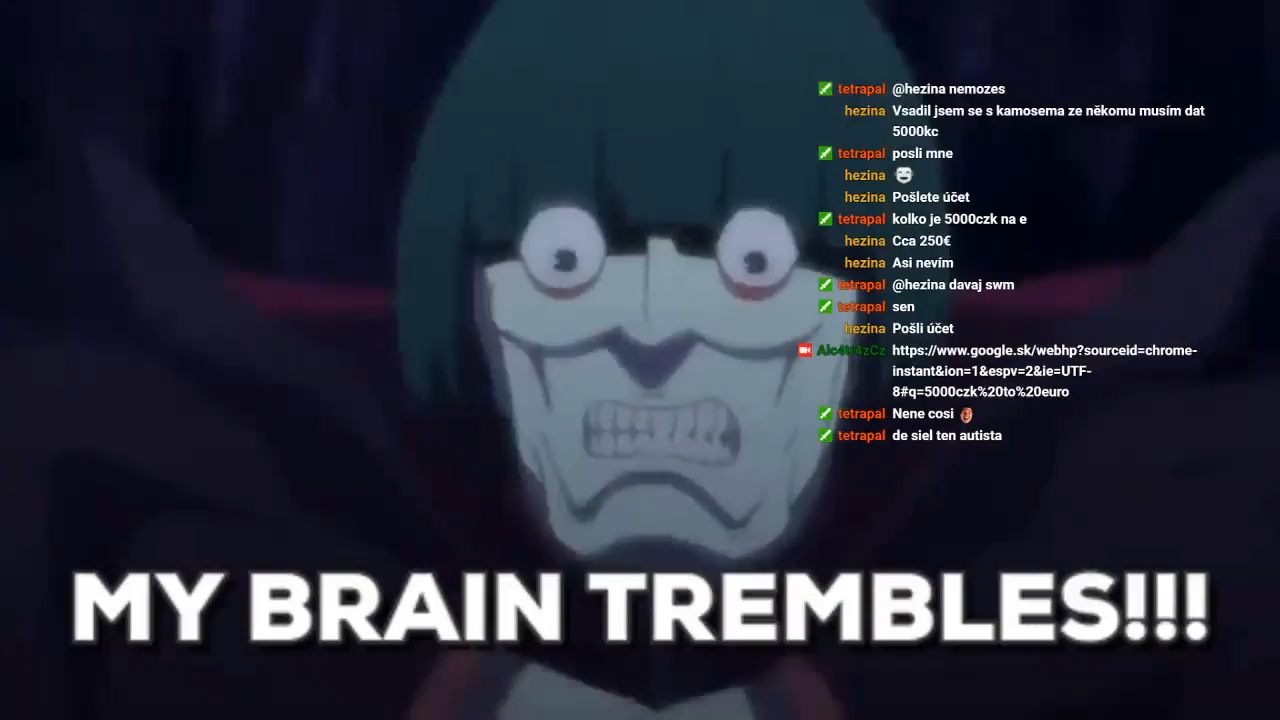 tetrapal @hezina nemozes
hezina Vsadil jsem se s kamosema ze někomu musím dat
5000kc
tetrapal posli mne
hezina
hezina Pošlete účet
tetrapal kolko je 5000czk na e
hezina Cca 250€
hezina Asi nevím
tetrapal @hezina davaj swm
tetrapal sen
hezina Pošli účet
https://www.google.sk/webhp?sourceid=chrome-
instant&ion=1&espv=2&ie=UTF-
8#q=5000czk%20to%20euro
tetrapal Nene cosi
tetrapal de siel ten autista
MY BRAIN TREMBLES!!!